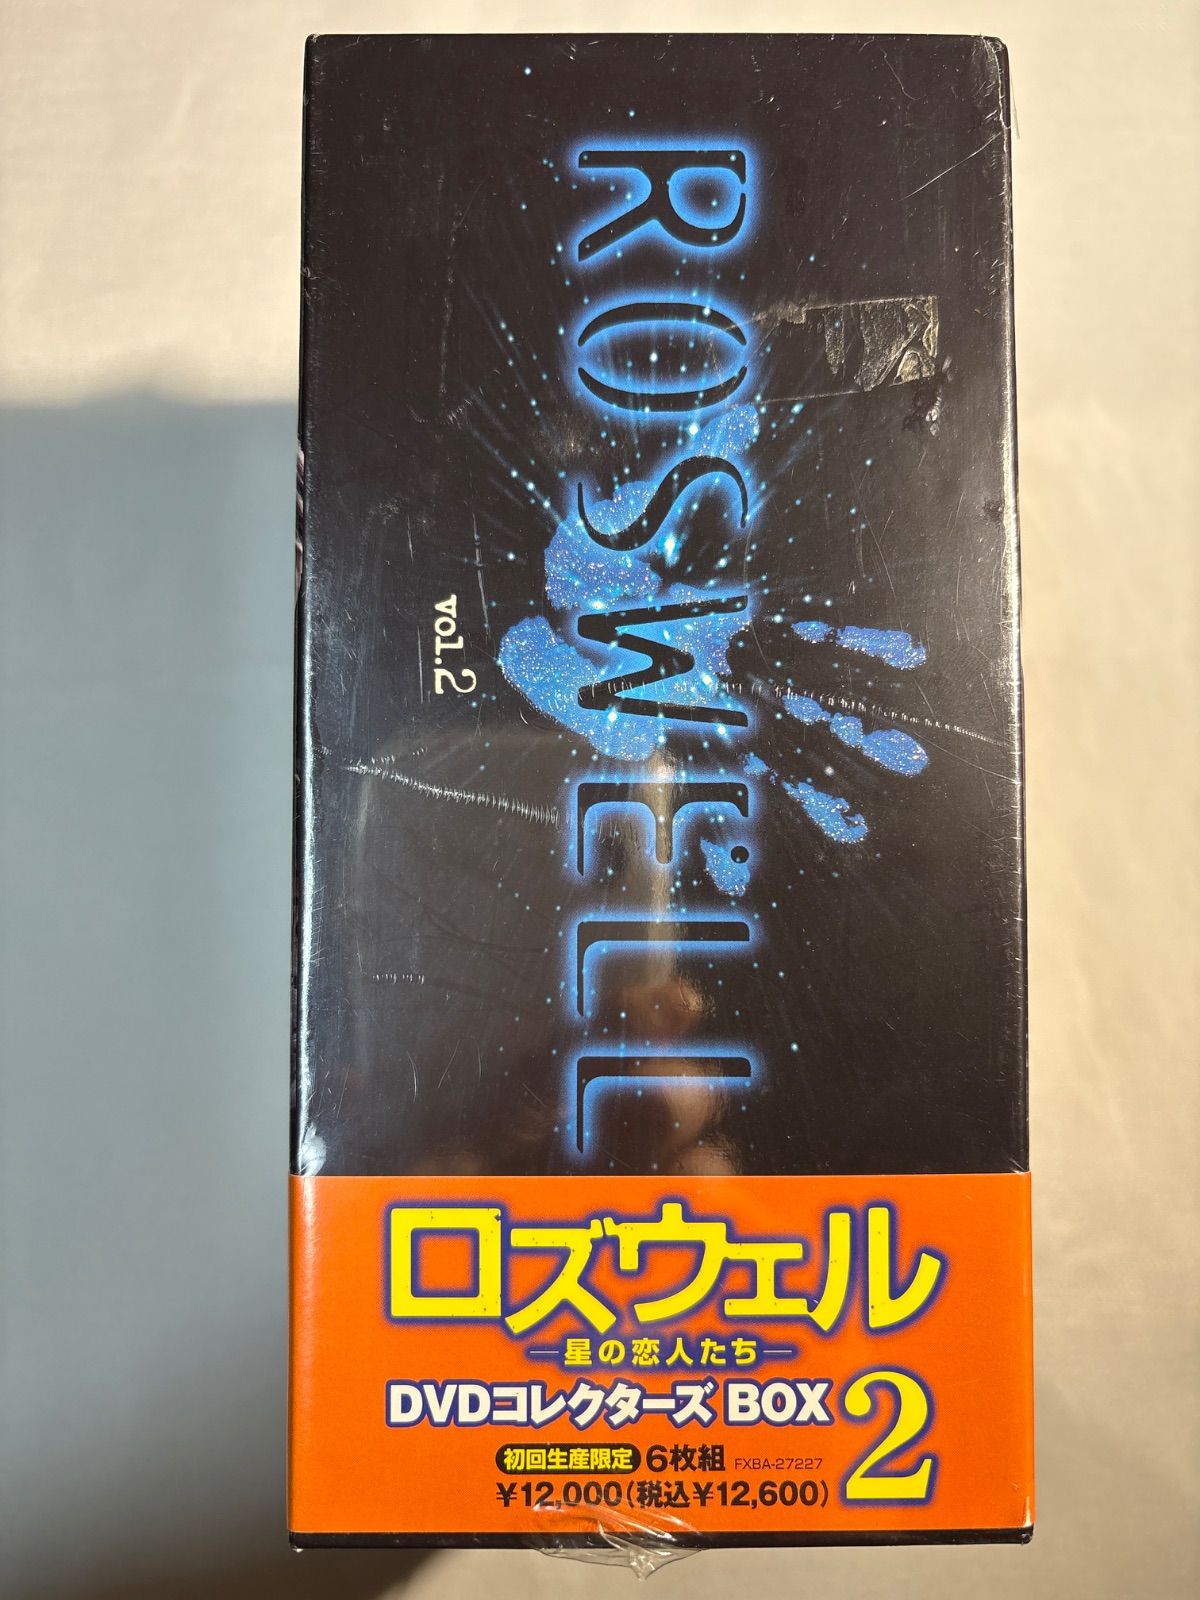 ROSWELL
vol.2
ロズウェル
―星の恋人たち―
DVDコレクターズ BOX 2
初回生産限定 6枚組 FXBA-27227
¥12,000(税込¥12,600)